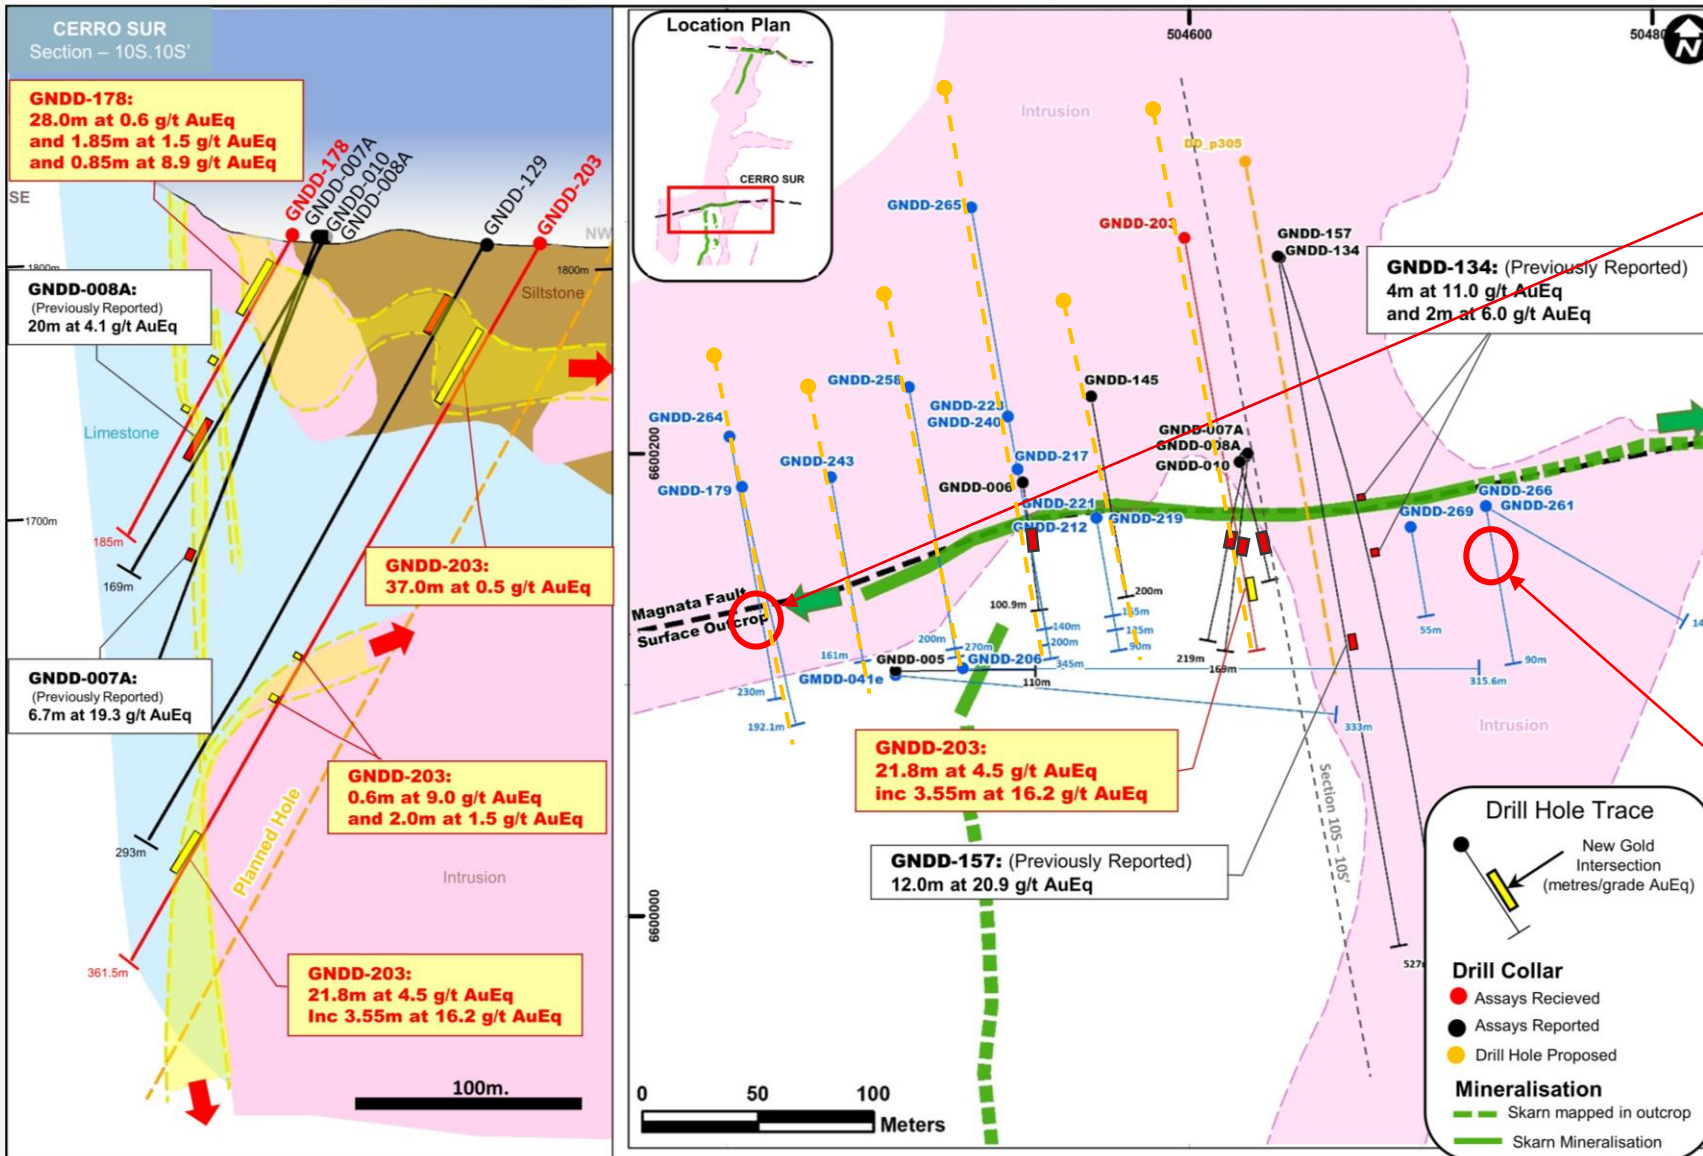 CERRO SUR
Section – 10S.10S'
GNDD-178:
28.0m at 0.6 g/t AuEq
and 1.85m at 1.5 g/t AuEq
and 0.85m at 8.9 g/t AuEq
SE
NW
GNDD-178
GNDD-007A
GNDD-010
GNDD-008A
GNDD-129
GNDD-203
1800m
1800m
Siltstone
GNDD-008A:
(Previously Reported)
20m at 4.1 g/t AuEq
Limestone
1700m
185m
169m
GNDD-203:
37.0m at 0.5 g/t AuEq
GNDD-007A:
(Previously Reported)
6.7m at 19.3 g/t AuEq
GNDD-203:
0.6m at 9.0 g/t AuEq
and 2.0m at 1.5 g/t AuEq
293m
Planned Hole
Intrusion
361.5m
GNDD-203:
21.8m at 4.5 g/t AuEq
Inc 3.55m at 16.2 g/t AuEq
100m.
Location Plan
CERRO SUR
504600
5048
N
Intrusion
DD_p305
GNDD-265
GNDD-203
GNDD-157
GNDD-134
GNDD-134: (Previously Reported)
4m at 11.0 g/t AuEq
and 2m at 6.0 g/t AuEq
GNDD-258
GNDD-145
GNDD-264
GNDD-223
GNDD-240
GNDD-007A
GNDD-008A
GNDD-010
6600200
GNDD-243
GNDD-217
GNDD-179
GNDD-006
GNDD-221
GNDD-212
GNDD-219
GNDD-266
GNDD-261
GNDD-269
Magnata Fault
Surface Outcrop
100.9m
200m
140m
200m
345m
125m
90m
55m
14
161m
200m
270m
GNDD-005
GNDD-206
GMDD-041e
110m
219m
169m
90m
315.6m
230m
192.1m
333m
Intrusion
GNDD-203:
21.8m at 4.5 g/t AuEq
inc 3.55m at 16.2 g/t AuEq
Section 10S – 10S'
GNDD-157: (Previously Reported)
12.0m at 20.9 g/t AuEq
6600000
527
0 50 100
Meters
Drill Hole Trace
New Gold
Intersection
(metres/grade AuEq)
Drill Collar
Assays Recieved
Assays Reported
Drill Hole Proposed
Mineralisation
Skarn mapped in outcrop
Skarn Mineralisation